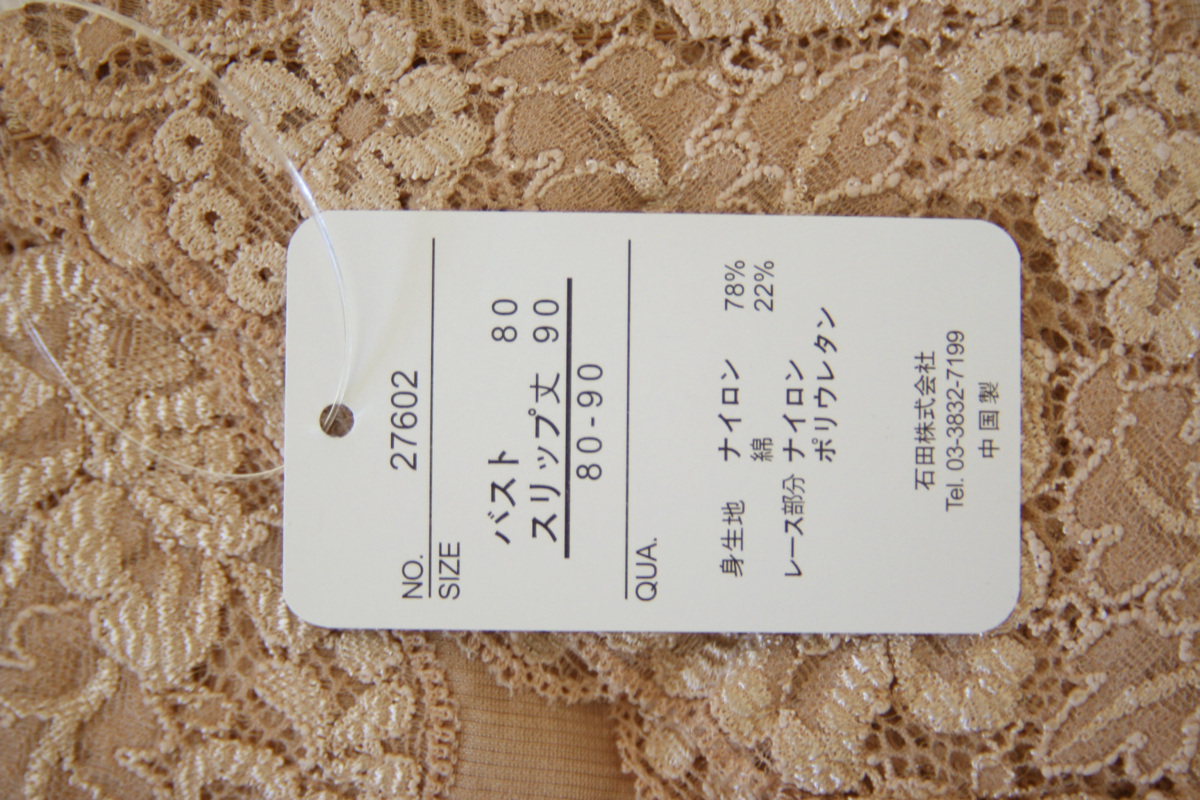 NO. 27602
SIZE
バスト 80
スリップ丈 90
80-90
QUA.
身生地 ナイロン 78%
綿 22%
レース部分 ナイロン
ポリウレタン
石田株式会社
Tel. 03-3832-7199
中国製